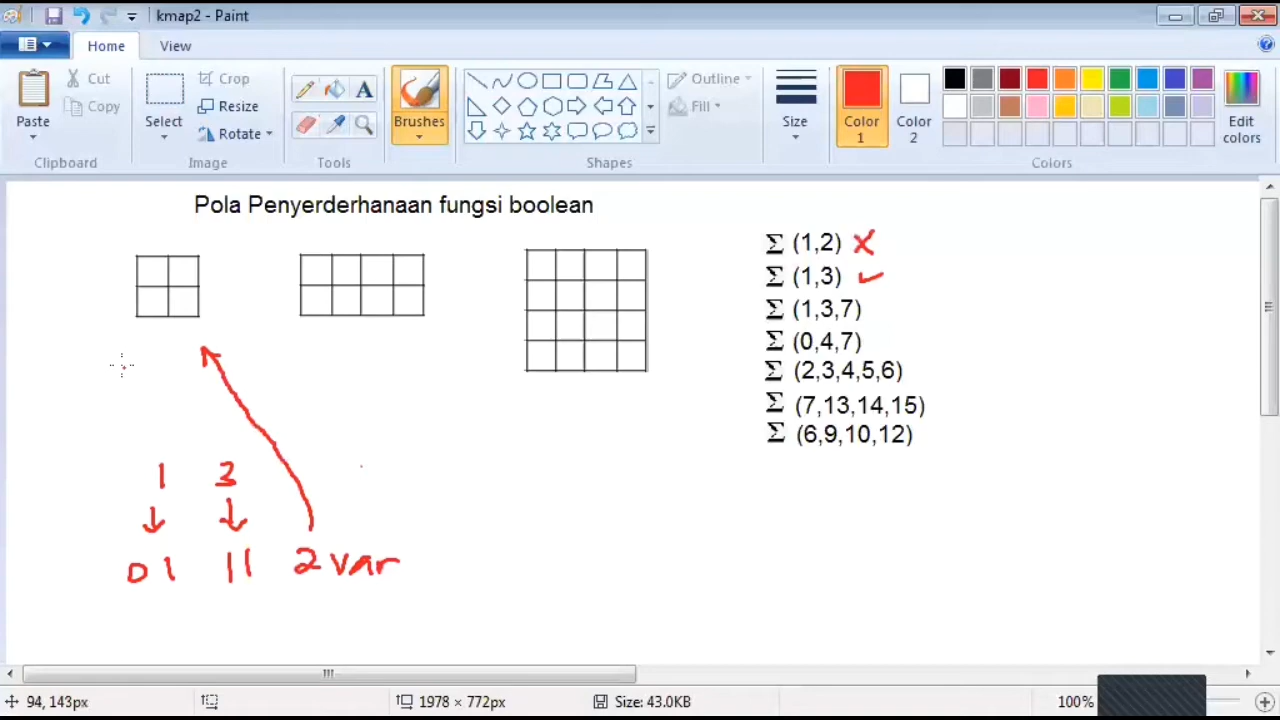 kmap2 - Paint
Home View
Paste
Cut
Copy
Clipboard
Select
Crop
Resize
Rotate
Image
A
Tools
Brushes
Outline
Fill
Shapes
Size
Color 1
Color 2
Edit colors
Colors
Pola Penyerderhanaan fungsi boolean
Σ (1,2) X
Σ (1,3) ✓
Σ (1,3,7)
Σ (0,4,7)
Σ (2,3,4,5,6)
Σ (7,13,14,15)
Σ (6,9,10,12)
1 3
01 11 2 var
94, 143px
1978 × 772px
Size: 43.0KB
100%